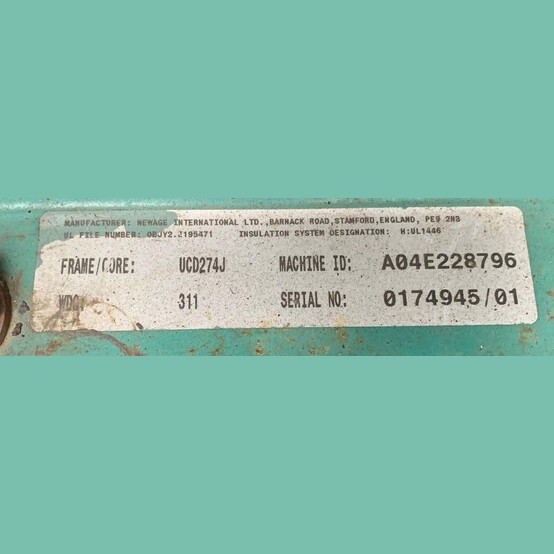 MANUFACTURER: NEWAGE INTERNATIONAL LTD.,BARNACK ROAD,STAMFORD,ENGLAND, PE9 2NB
UL FILE NUMBER: OBJY2. INSULATION SYSTEM DESIGNATION: H:UL1446
FRAME/CORE: UCD274J MACHINE ID: A04E228796
311 SERIAL NO: 0174945/01